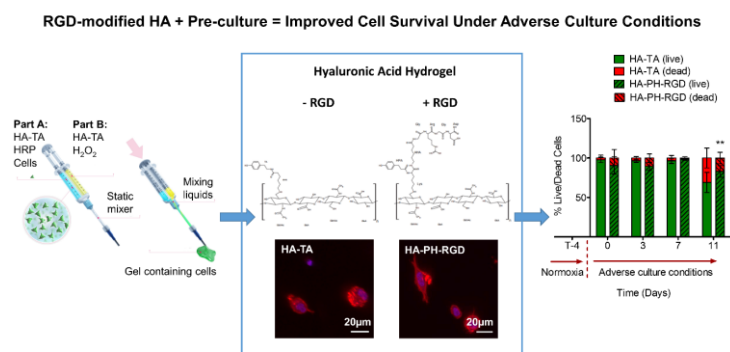 RGD-modified HA + Pre-culture = Improved Cell Survival Under Adverse Culture Conditions
Part A:
HA-TA
HRP
Cells
Part B:
HA-TA
H₂O₂
Static
mixer
Mixing
liquids
Gel containing cells
Hyaluronic Acid Hydrogel
- RGD
+ RGD
HA-TA
20µm
HA-PH-RGD
20µm
HA-TA (live)
HA-TA (dead)
HA-PH-RGD (live)
HA-PH-RGD (dead)
% Live/Dead Cells
150
100
50
0
**
T-4
0
3
7
11
Normoxia
Adverse culture conditions
Time (Days)